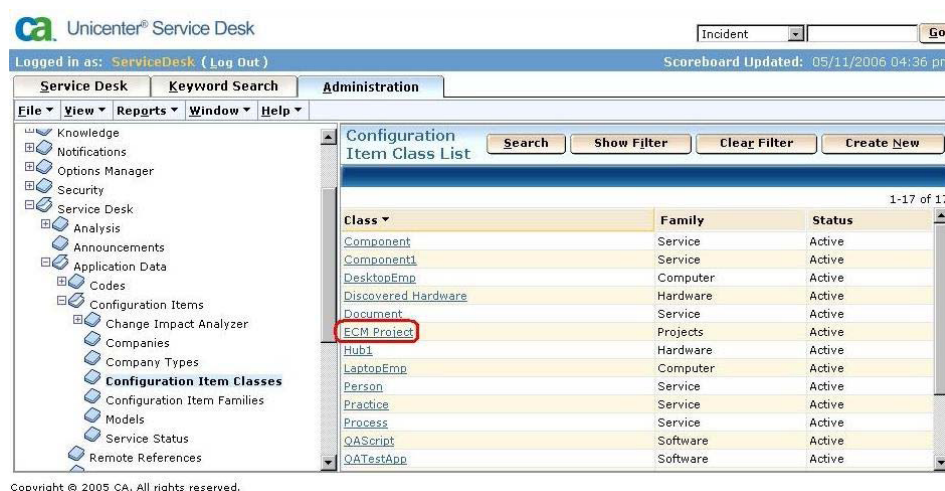 ca Unicenter® Service Desk
Incident Go
Logged in as: ServiceDesk ( Log Out ) Scoreboard Updated: 05/11/2006 04:36 pm
Service Desk Keyword Search Administration
File View Reports Window Help
Knowledge
Notifications
Options Manager
Security
Service Desk
Analysis
Announcements
Application Data
Codes
Configuration Items
Change Impact Analyzer
Companies
Company Types
Configuration Item Classes
Configuration Item Families
Models
Service Status
Remote References
Configuration
Item Class List
Search Show Filter Clear Filter Create New
1-17 of 17
Class Family Status
Component Service Active
Component1 Service Active
DesktopEmp Computer Active
Discovered Hardware Hardware Active
Document Service Active
ECM Project Projects Active
Hub1 Hardware Active
LaptopEmp Computer Active
Person Service Active
Practice Service Active
Process Service Active
QAScript Software Active
QATestApp Software Active
Copyright © 2005 CA. All rights reserved.